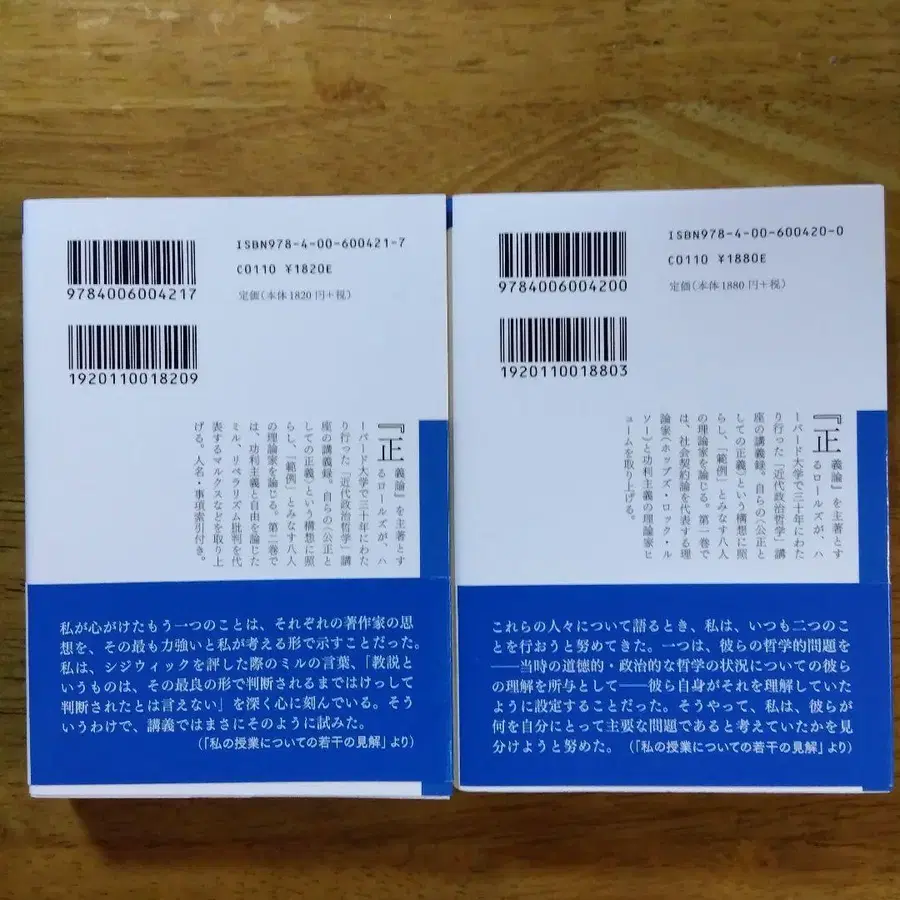 ISBN978-4-00-600421-7
C0110 ¥1820E
定価(本体1820円+税)
9784006004217
1920110018209
『正義論』を主著とす
るロールズが、ハ
ーバード大学で三十年にわた
り行った「近代政治哲学」講
座の講義録。自らの〈公正と
しての正義〉という構想に照
らし、「範例」とみなす八人
の理論家を論じる。第二巻で
は、功利主義と自由を論じた
ミル、リベラリズム批判を代
表するマルクスなどを取り上
げる。人名・事項索引付き。
私が心がけたもう一つのことは、それぞれの著作家の思
想を、その最も力強いと私が考える形で示すことだった。
私は、シジウィックを評した際のミルの言葉、「教説と
いうものは、その最良の形で判断されるまではけっして
判断されたとは言えない」を深く心に刻んでいる。そう
いうわけで、講義ではまさにそのように試みた。
(「私の授業についての若干の見解」より)
ISBN978-4-00-600420-0
C0110 ¥1880E
定価(本体1880円+税)
9784006004200
1920110018803
『正義論』を主著とす
るロールズが、ハ
ーバード大学で三十年にわた
り行った「近代政治哲学」講
座の講義録。自らの〈公正と
しての正義〉という構想に照
らし、「範例」とみなす八人
の理論家を論じる。第一巻で
は、社会契約論を代表する理
論家(ホッブズ・ロック・ル
ソー)と功利主義の理論家ヒ
ュームを取り上げる。
これらの人々について語るとき、私は、いつも二つのこ
とを行おうと努めてきた。一つは、彼らの哲学的問題を
――当時の道徳的・政治的な哲学の状況についての彼ら
の理解を所与として――彼ら自身がそれを理解していた
ように設定することだった。そうやって、私は、彼らが
何を自分にとって主要な問題であると考えていたかを見
分けようと努めた。(「私の授業についての若干の見解」より)